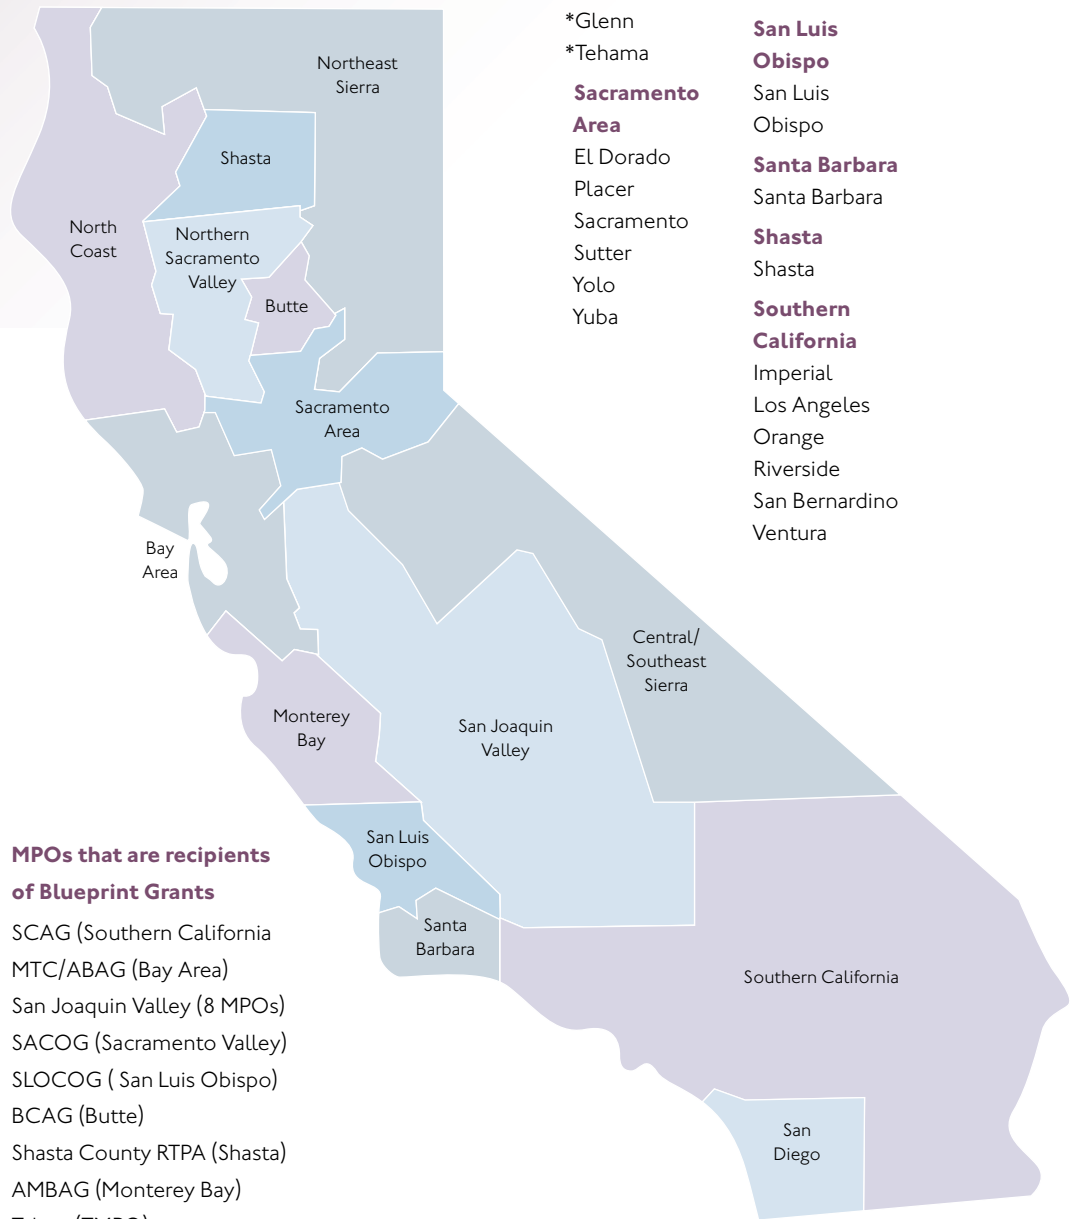 *Glenn
*Tehama
Sacramento
Area
El Dorado
Placer
Sacramento
Sutter
Yolo
Yuba
San Luis
Obispo
San Luis
Obispo
Santa Barbara
Santa Barbara
Shasta
Shasta
Southern
California
Imperial
Los Angeles
Orange
Riverside
San Bernardino
Ventura
Northeast
Sierra
Shasta
North
Coast
Northern
Sacramento
Valley
Butte
Sacramento
Area
Bay
Area
Central/
Southeast
Sierra
Monterey
Bay
San Joaquin
Valley
San Luis
Obispo
Santa
Barbara
Southern California
San
Diego
MPOs that are recipients
of Blueprint Grants
SCAG (Southern California
MTC/ABAG (Bay Area)
San Joaquin Valley (8 MPOs)
SACOG (Sacramento Valley)
SLOCOG ( San Luis Obispo)
BCAG (Butte)
Shasta County RTPA (Shasta)
AMBAG (Monterey Bay)